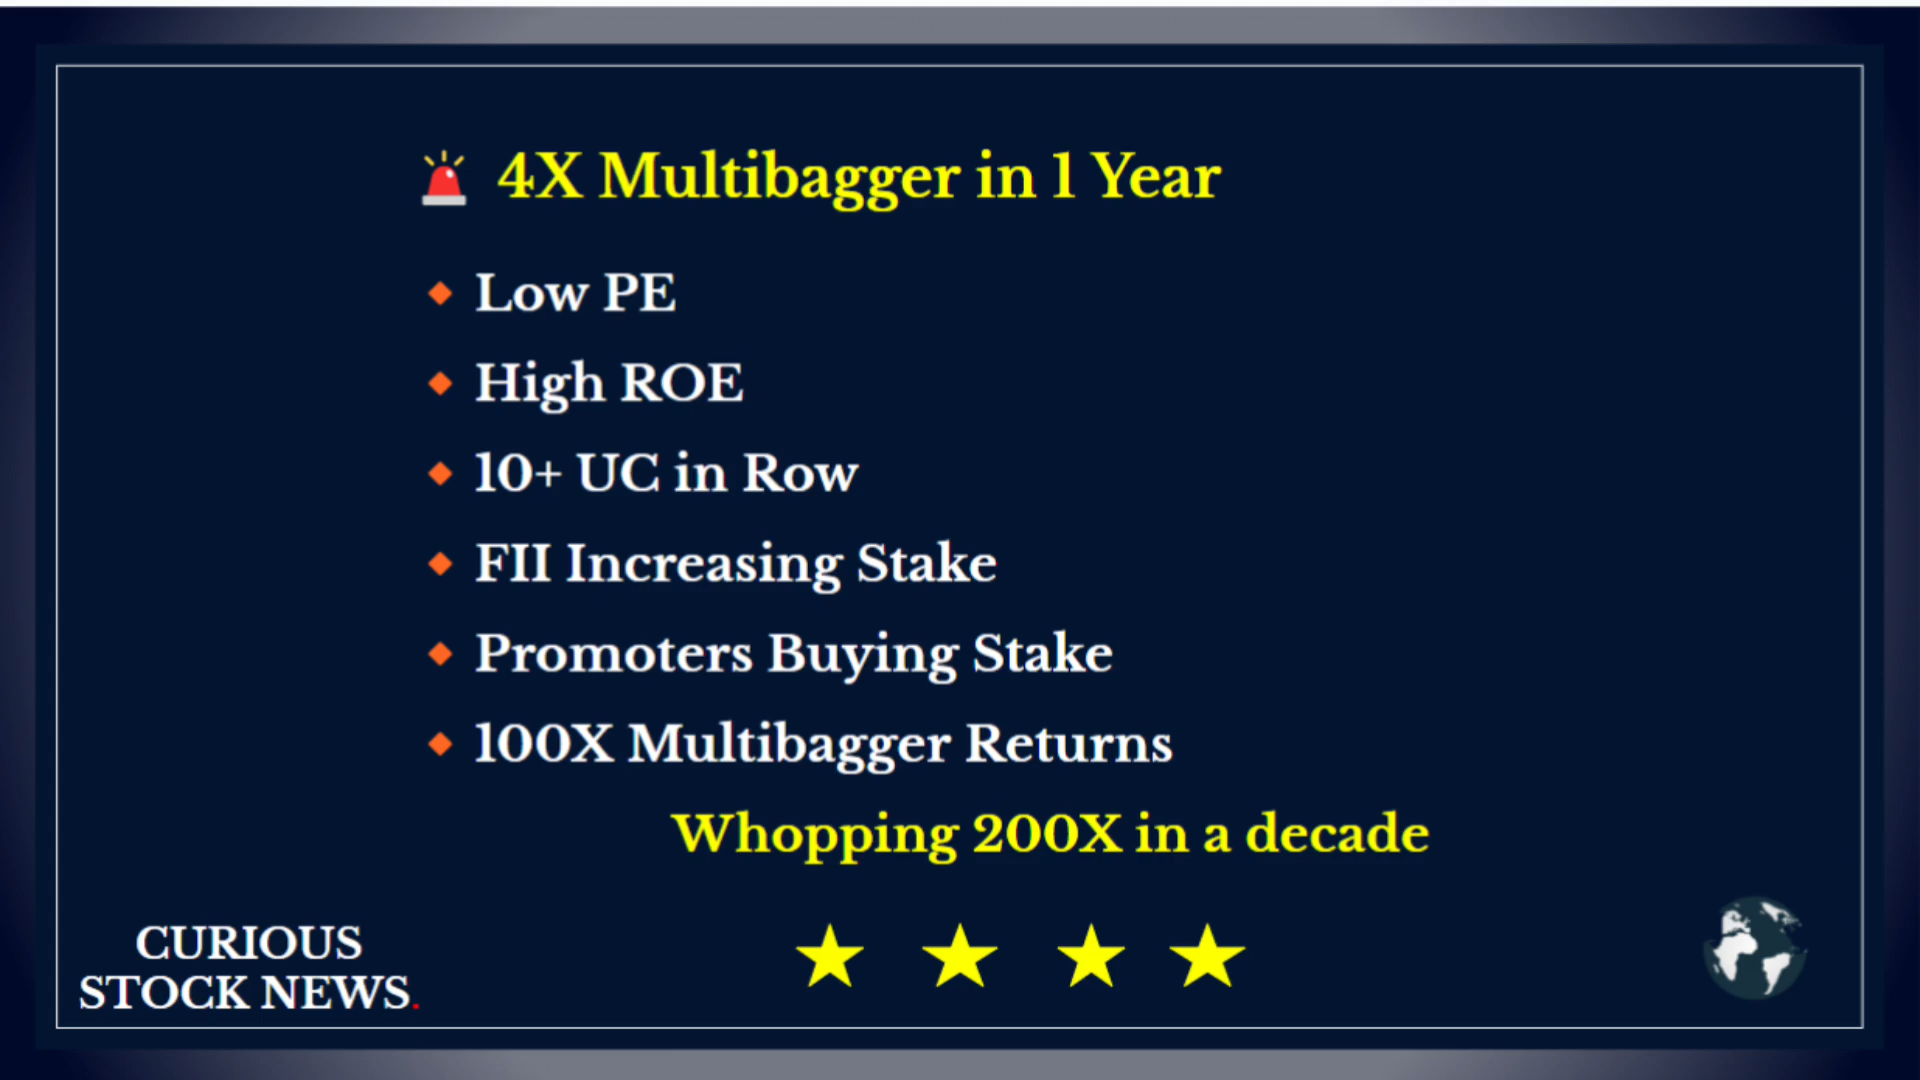 4X Multibagger in 1 Year
Low PE
High ROE
10+ UC in Row
FII Increasing Stake
Promoters Buying Stake
100X Multibagger Returns
Whopping 200X in a decade
CURIOUS
STOCK NEWS.